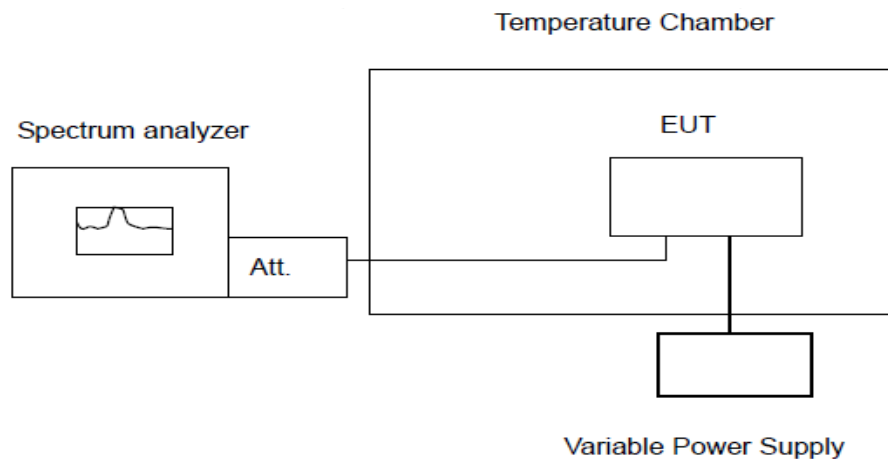 Temperature Chamber
Spectrum analyzer
EUT
Att.
Variable Power Supply